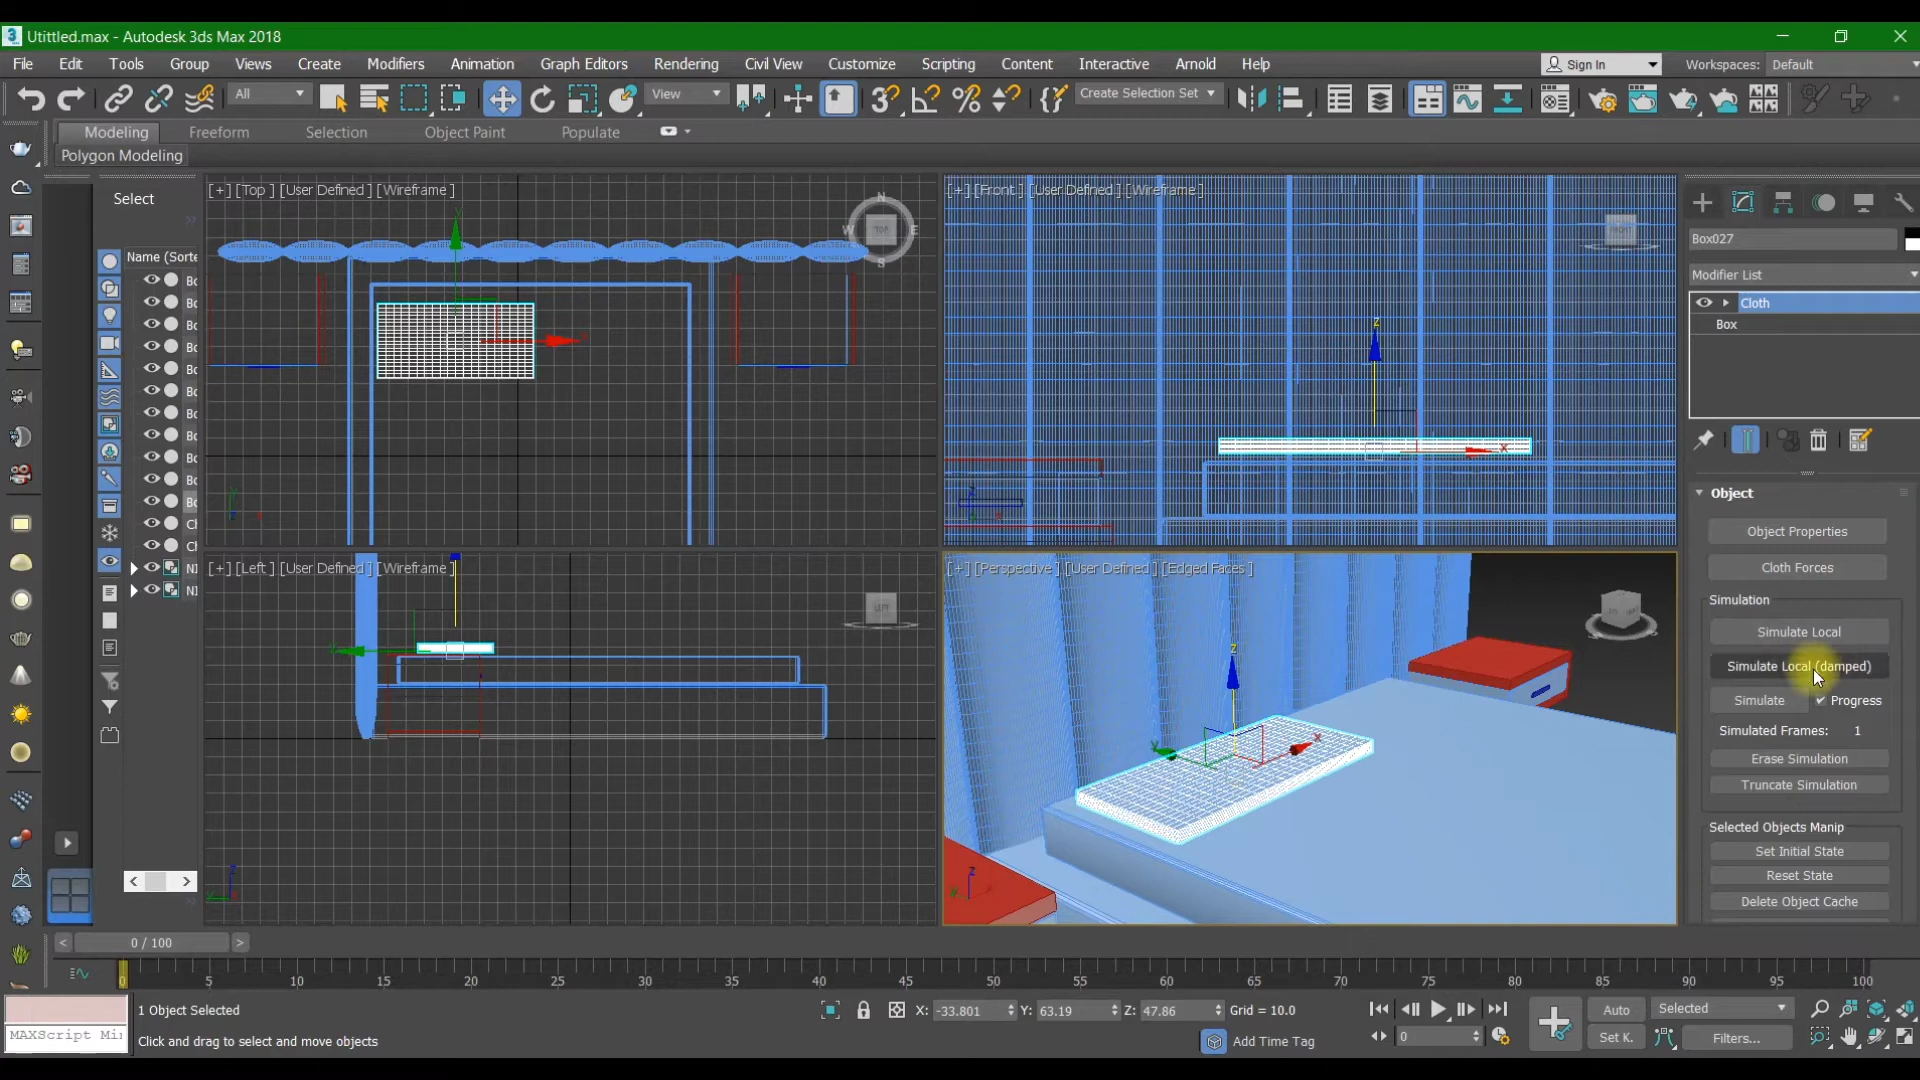 3 Utittled.max - Autodesk 3ds Max 2018
File Edit Tools Group Views Create Modifiers Animation Graph Editors Rendering Civil View Customize Scripting Content Interactive Arnold Help Sign In Workspaces: Default
All View Create Selection Set
Modeling Freeform Selection Object Paint Populate
Polygon Modeling
Select
Name (Sorte
[+] [Top ] [User Defined ] [Wireframe ]
N
W TOP E
S
[+] [Front ] [User Defined ] [Wireframe ]
FRONT
Box027
Modifier List
Cloth
Box
Object
Object Properties
Cloth Forces
Simulation
Simulate Local
Simulate Local (damped)
Simulate Progress
Simulated Frames: 1
Erase Simulation
Truncate Simulation
Selected Objects Manip
Set Initial State
Reset State
Delete Object Cache
[+] [Left ] [User Defined ] [Wireframe ]
LEFT
[+] [Perspective ] [User Defined ] [Edged Faces ]
< 0 / 100 >
0 5 10 15 20 25 30 35 40 45 50 55 60 65 70 75 80 85 90 95 100
1 Object Selected X: -33.801 Y: 63.19 Z: 47.86 Grid = 10.0 Auto Selected
MAXScript Mi Click and drag to select and move objects Add Time Tag 0 Set K. Filters...